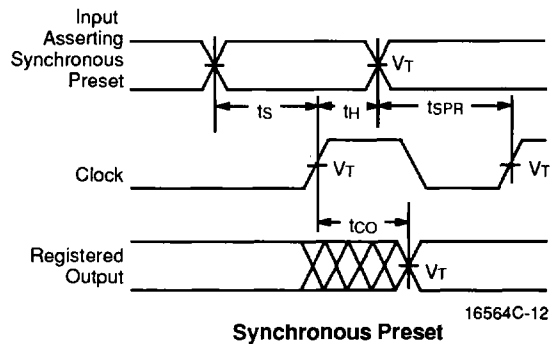 Input
Asserting
Synchronous
Preset
VT
tS
tH
tSPR
Clock
VT
VT
tCO
Registered
Output
VT
16564C-12
Synchronous Preset